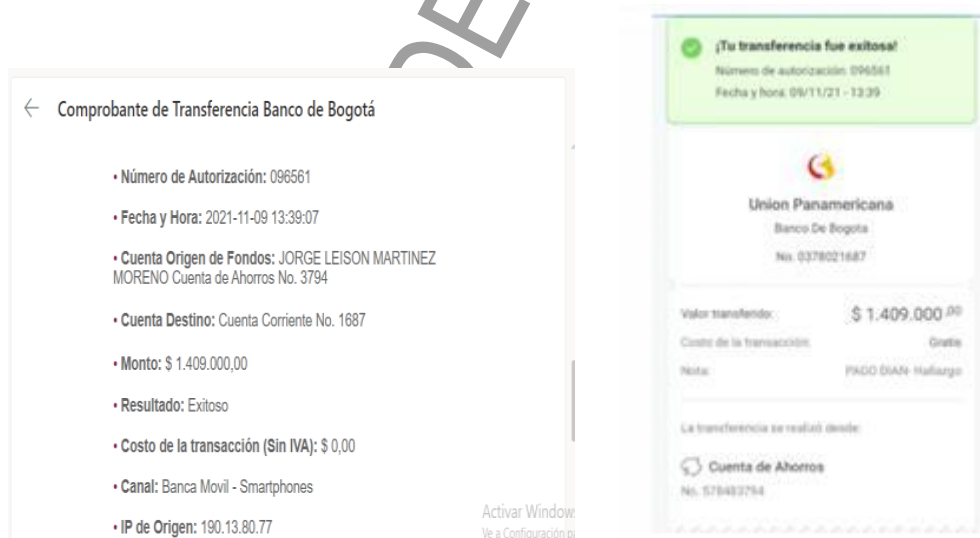 DE
← Comprobante de Transferencia Banco de Bogotá
• Número de Autorización: 096561
• Fecha y Hora: 2021-11-09 13:39:07
• Cuenta Origen de Fondos: JORGE LEISON MARTINEZ
MORENO Cuenta de Ahorros No. 3794
• Cuenta Destino: Cuenta Corriente No. 1687
• Monto: $ 1.409.000,00
• Resultado: Exitoso
• Costo de la transacción (Sin IVA): $ 0,00
• Canal: Banca Movil - Smartphones
• IP de Origen: 190.13.80.77
Activar Windows
Ve a Configuración pa
¡Tu transferencia fue exitosa!
Número de autorización: 096561
Fecha y hora: 09/11/21 - 13:39
Union Panamericana
Banco De Bogota
No. 0378021687
Valor transferido: $ 1.409.000,00
Costo de la transacción: Gratis
Nota: PAGO DIAN- Hallazgo
La transferencia se realizó desde:
Cuenta de Ahorros
No. 578483794